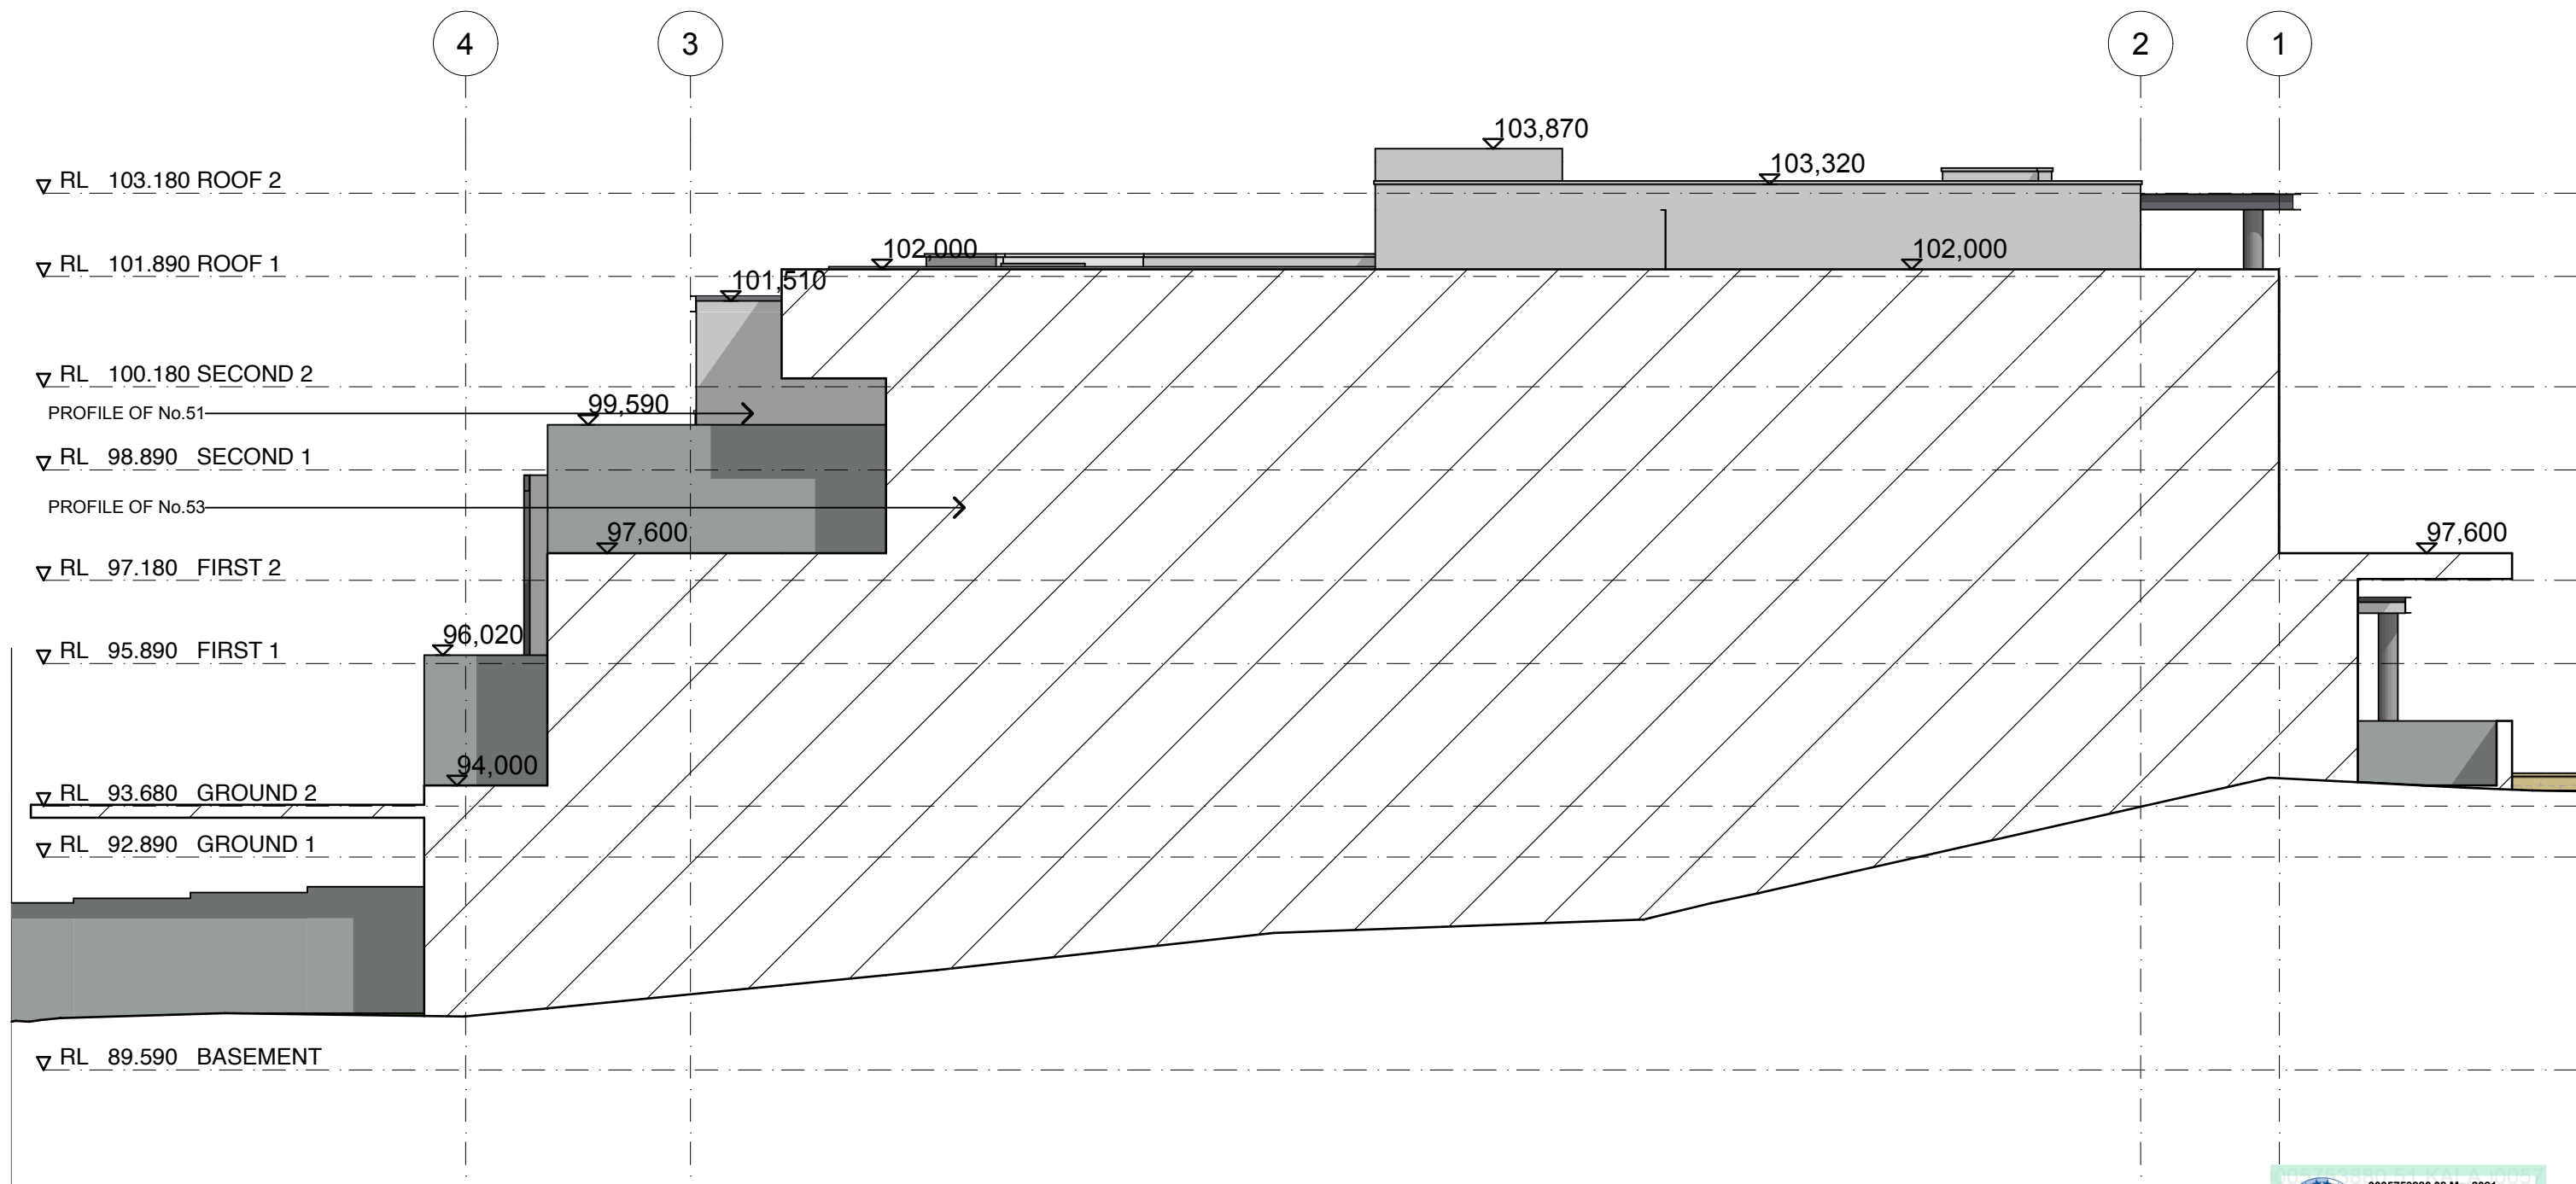 4
3
2
1
103,870
103,320
RL 103.180 ROOF 2
102,000
102,000
RL 101.890 ROOF 1
101,510
RL 100.180 SECOND 2
99,590
PROFILE OF No.51
RL 98.890 SECOND 1
PROFILE OF No.53
97,600
97,600
RL 97.180 FIRST 2
96,020
RL 95.890 FIRST 1
94,000
RL 93.680 GROUND 2
RL 92.890 GROUND 1
RL 89.590 BASEMENT